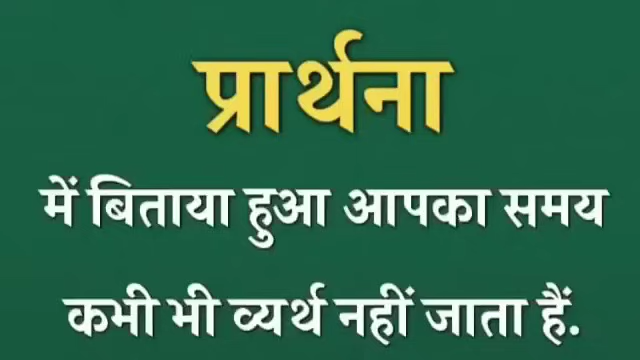 प्रार्थना
में बिताया हुआ आपका समय
कभी भी व्यर्थ नहीं जाता हैं.